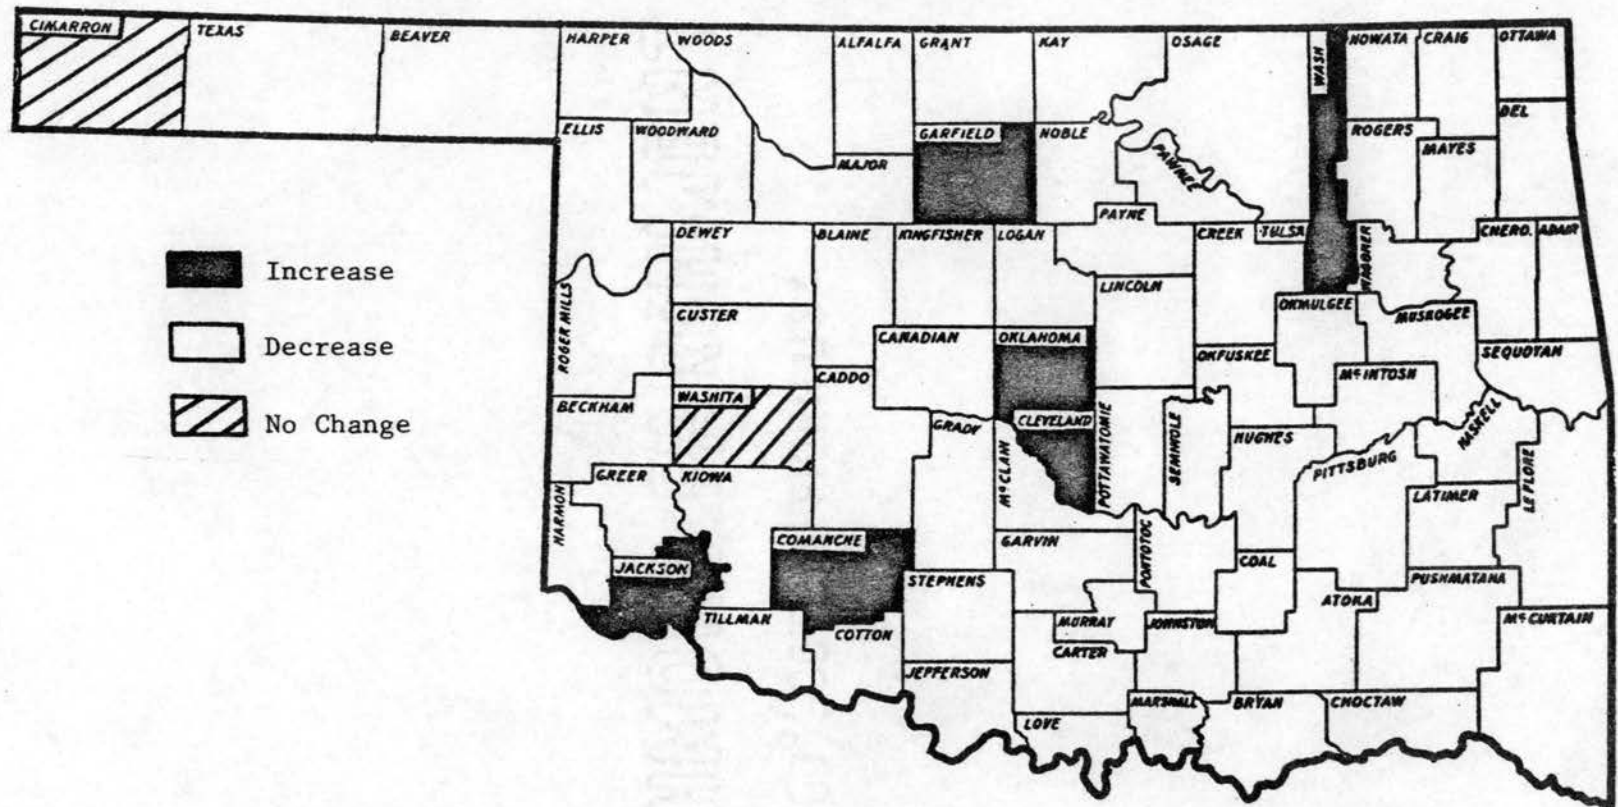 CIMARRON
TEXAS
BEAVER
HARPER
WOODS
ALFALFA
GRANT
KAY
OSAGE
WASH
NOWATA
CRAIG
OTTAWA
ELLIS
WOODWARD
MAJOR
GARFIELD
NOBLE
PAWNEE
ROGERS
MAYES
DEL
DEWEY
BLAINE
KINGFISHER
LOGAN
PAYNE
CREEK
TULSA
WAGONER
CHERO.
ADAIR
Increase
Decrease
No Change
ROGER MILLS
CUSTER
CANADIAN
OKLAHOMA
LINCOLN
OKMULGEE
MUSKOGEE
OKFUSKEE
McINTOSH
SEQUOYAH
BECKHAM
WASHITA
CADDO
GRADY
McCLAIN
CLEVELAND
POTTAWATOMIE
SEMINOLE
HUGHES
PITTSBURG
HASKELL
LE FLORE
LATIMER
HARMON
GREER
KIOWA
JACKSON
COMANCHE
STEPHENS
GARVIN
PONTOTOC
COAL
ATOKA
PUSHMATAHA
McCURTAIN
TILLMAN
COTTON
MURRAY
JOHNSTON
CARTER
JEFFERSON
LOVE
MARSHALL
BRYAN
CHOCTAW